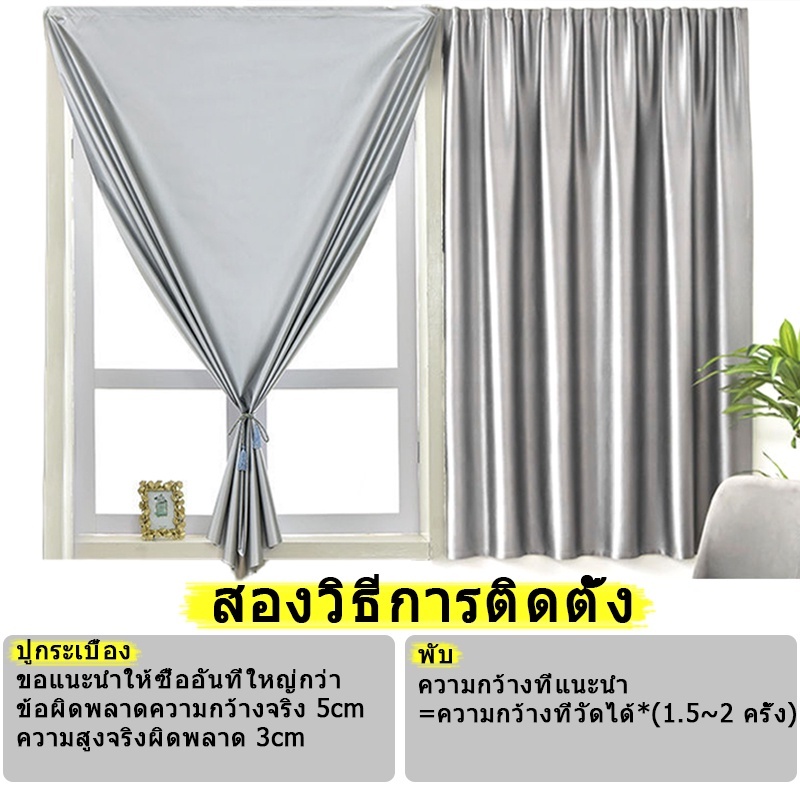 สองวิธีการติดตั้ง
ปูกระเบื้อง
ขอแนะนำให้ซื้ออันที่ใหญ่กว่า
ข้อผิดพลาดความกว้างจริง 5cm
ความสูงจริงผิดพลาด 3cm
พับ
ความกว้างที่แนะนำ
=ความกว้างที่วัดได้*(1.5~2 ครั้ง)